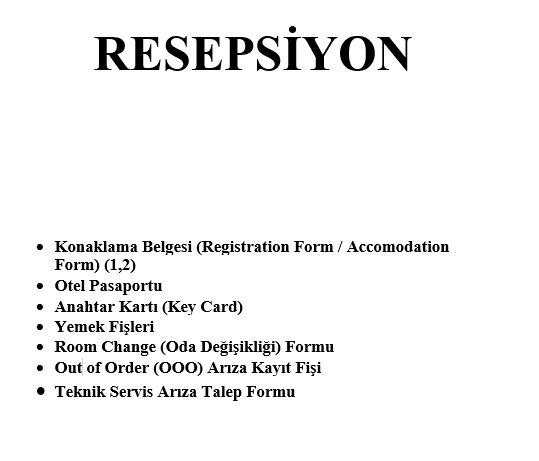 RESEPSİYON
• Konaklama Belgesi (Registration Form / Accomodation
Form) (1,2)
• Otel Pasaportu
• Anahtar Kartı (Key Card)
• Yemek Fişleri
• Room Change (Oda Değişikliği) Formu
• Out of Order (OOO) Arıza Kayıt Fişi
• Teknik Servis Arıza Talep Formu